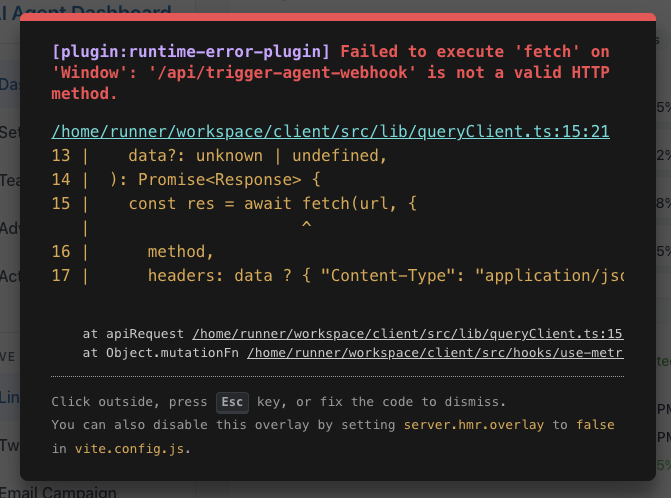 AI Agent Dashboard
[plugin:runtime-error-plugin] Failed to execute 'fetch' on
'Window': '/api/trigger-agent-webhook' is not a valid HTTP
method.
/home/runner/workspace/client/src/lib/queryClient.ts:15:21
13 |    data?: unknown | undefined,
14 |  ): Promise<Response> {
15 |    const res = await fetch(url, {
   |                      ^
16 |      method,
17 |      headers: data ? { "Content-Type": "application/jso
at apiRequest /home/runner/workspace/client/src/lib/queryClient.ts:15
at Object.mutationFn /home/runner/workspace/client/src/hooks/use-metr
Click outside, press Esc key, or fix the code to dismiss.
You can also disable this overlay by setting server.hmr.overlay to false
in vite.config.js.
Email Campaign